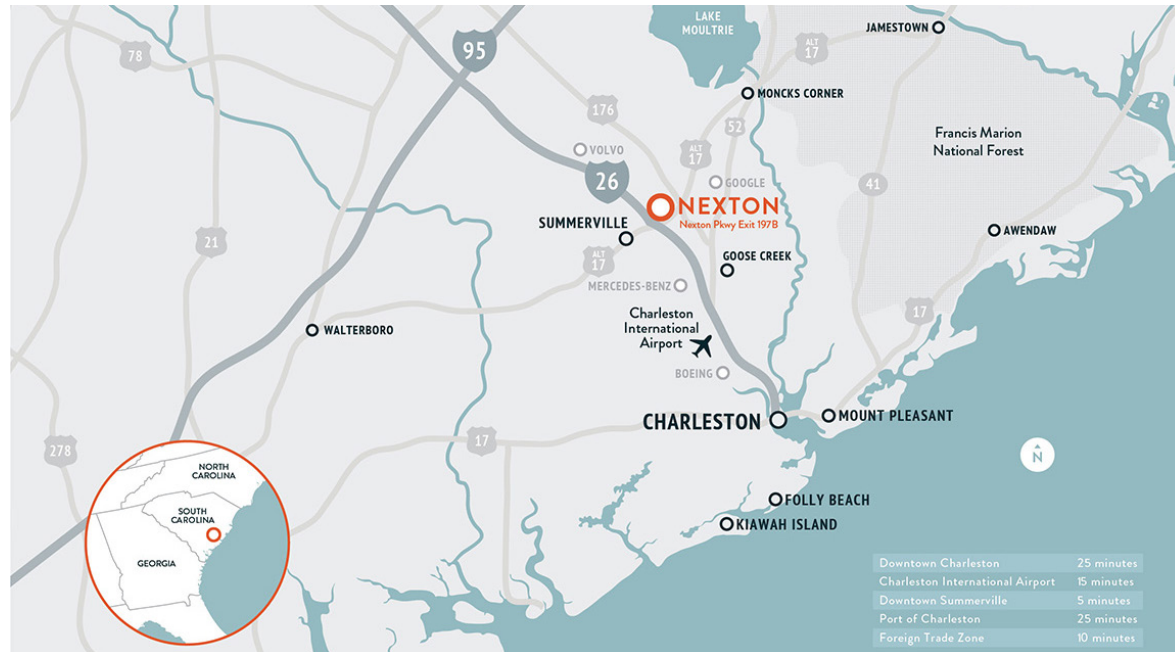 LAKE
MOULTRIE
JAMESTOWN
ALT
17
95
78
MONCKS CORNER
176
52
Francis Marion
National Forest
VOLVO
ALT
17
26
GOOGLE
41
NEXTON
Nexton Pkwy Exit 197B
SUMMERVILLE
AWENDAW
21
ALT
17
GOOSE CREEK
MERCEDES-BENZ
17
Charleston
International
Airport
WALTERBORO
BOEING
CHARLESTON
MOUNT PLEASANT
17
278
N
NORTH
CAROLINA
SOUTH
CAROLINA
GEORGIA
FOLLY BEACH
KIAWAH ISLAND
Downtown Charleston 25 minutes
Charleston International Airport 15 minutes
Downtown Summerville 5 minutes
Port of Charleston 25 minutes
Foreign Trade Zone 10 minutes